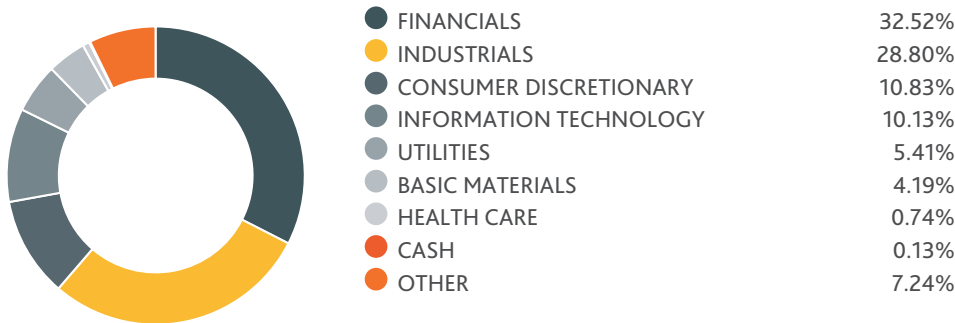 FINANCIALS 32.52%
INDUSTRIALS 28.80%
CONSUMER DISCRETIONARY 10.83%
INFORMATION TECHNOLOGY 10.13%
UTILITIES 5.41%
BASIC MATERIALS 4.19%
HEALTH CARE 0.74%
CASH 0.13%
OTHER 7.24%